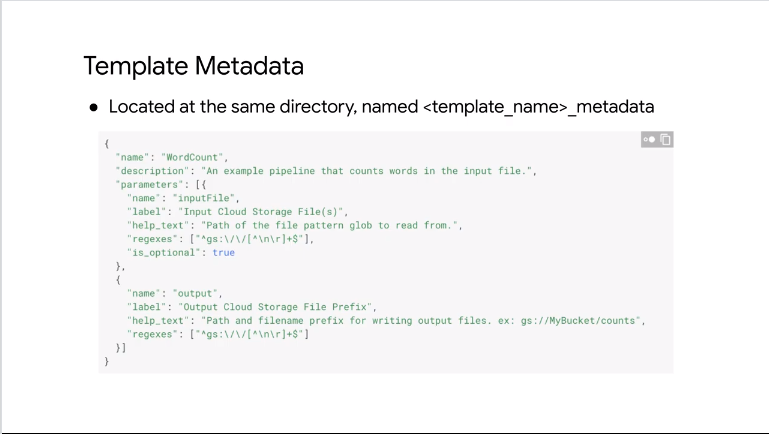 Template Metadata
● Located at the same directory, named <template_name>_metadata
{
  "name": "WordCount",
  "description": "An example pipeline that counts words in the input file.",
  "parameters": [{
    "name": "inputFile",
    "label": "Input Cloud Storage File(s)",
    "help_text": "Path of the file pattern glob to read from.",
    "regexes": ["^gs:\/\/[^\n\r]+$"],
    "is_optional": true
  },
  {
    "name": "output",
    "label": "Output Cloud Storage File Prefix",
    "help_text": "Path and filename prefix for writing output files. ex: gs://MyBucket/counts",
    "regexes": ["^gs:\/\/[^\n\r]+$"]
  }]
}